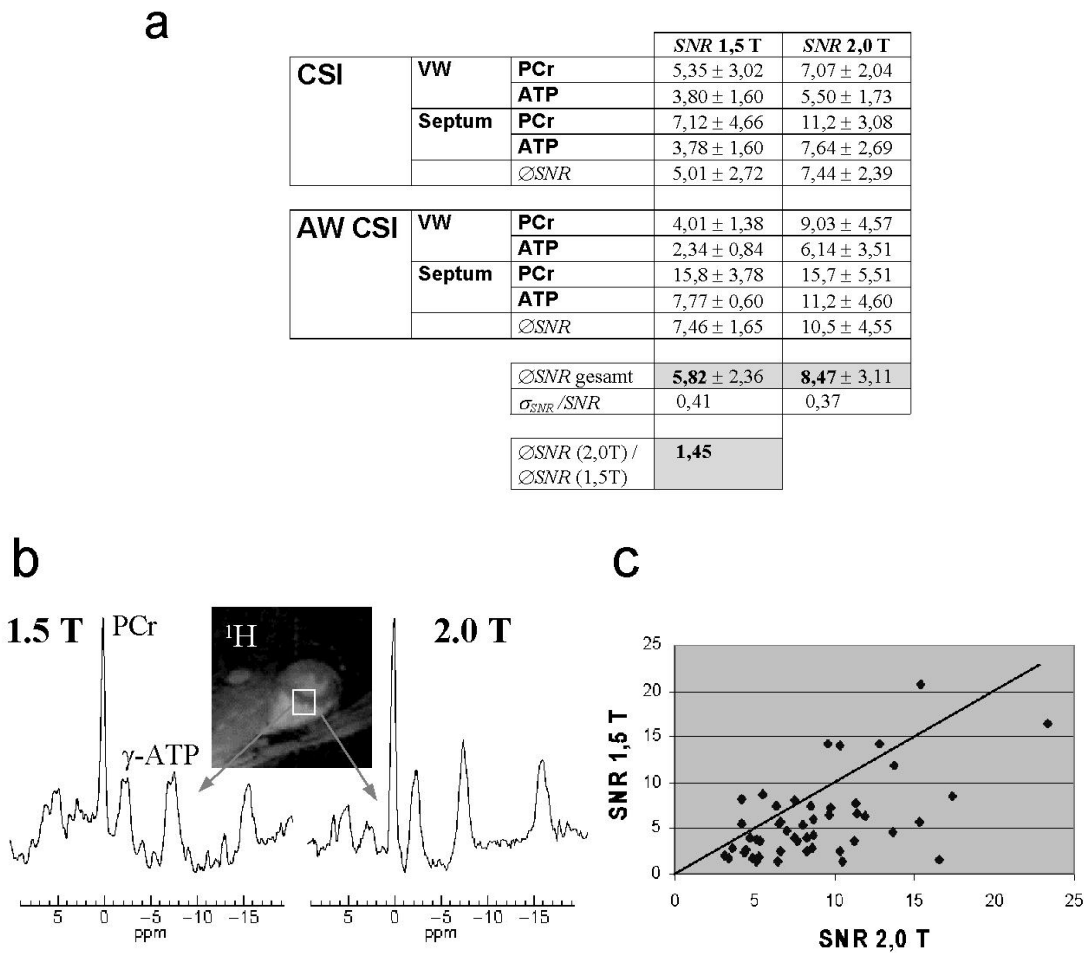 a
SNR 1,5 T SNR 2,0 T
CSI VW PCr 5,35 ± 3,02 7,07 ± 2,04
ATP 3,80 ± 1,60 5,50 ± 1,73
Septum PCr 7,12 ± 4,66 11,2 ± 3,08
ATP 3,78 ± 1,60 7,64 ± 2,69
∅SNR 5,01 ± 2,72 7,44 ± 2,39
AW CSI VW PCr 4,01 ± 1,38 9,03 ± 4,57
ATP 2,34 ± 0,84 6,14 ± 3,51
Septum PCr 15,8 ± 3,78 15,7 ± 5,51
ATP 7,77 ± 0,60 11,2 ± 4,60
∅SNR 7,46 ± 1,65 10,5 ± 4,55
∅SNR gesamt 5,82 ± 2,36 8,47 ± 3,11
σSNR /SNR 0,41 0,37
∅SNR (2,0T) / 1,45
∅SNR (1,5T)
b
1.5 T PCr ¹H 2.0 T
γ-ATP
5 0 −5 −10 −15
ppm
5 0 −5 −10 −15
ppm
c
25
20
15
10
5
0
0 5 10 15 20 25
SNR 1,5 T
SNR 2,0 T